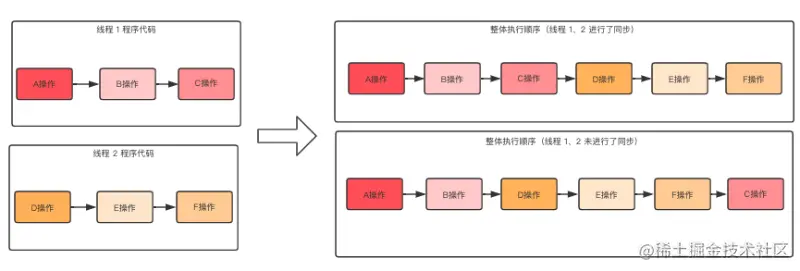 线程 1 程序代码
A操作
B操作
C操作
线程 2 程序代码
D操作
E操作
F操作
整体执行顺序（线程 1、2 进行了同步）
A操作
B操作
C操作
D操作
E操作
F操作
整体执行顺序（线程 1、2 未进行了同步）
A操作
B操作
D操作
E操作
F操作
C操作
@稀土掘金技术社区